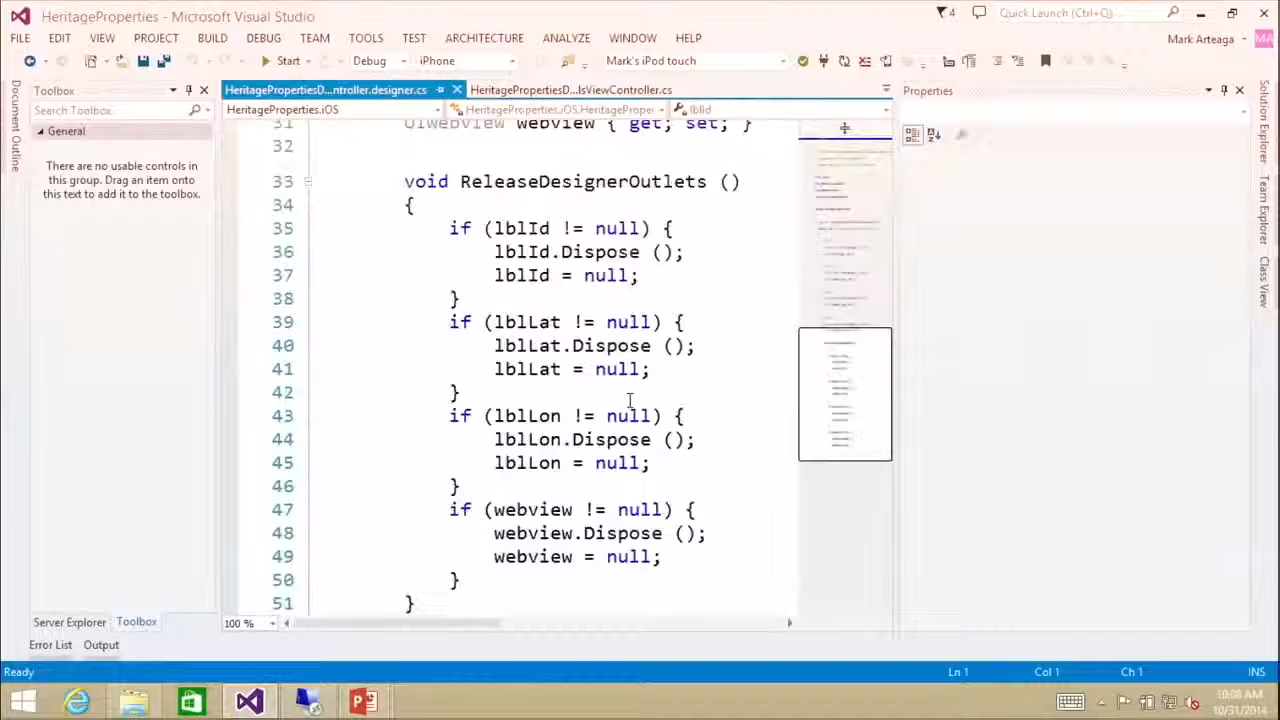 HeritageProperties - Microsoft Visual Studio
4
Quick Launch (Ctrl+Q)
FILE EDIT VIEW PROJECT BUILD DEBUG TEAM TOOLS TEST ARCHITECTURE ANALYZE WINDOW HELP
Mark Arteaga
MA
Start Debug iPhone Mark's iPod touch
Document Outline
Toolbox
Search Toolbox
General
There are no usable controls in
this group. Drag an item onto
this text to add it to the toolbox.
HeritagePropertiesD...ntroller.designer.cs
HeritagePropertiesD...lsViewController.cs
HeritageProperties.iOS
HeritageProperties.iOS.HeritageProper
lblId
31 UIWebView webview { get; set; }
32
33 void ReleaseDesignerOutlets ()
34 {
35 if (lblId != null) {
36 lblId.Dispose ();
37 lblId = null;
38 }
39 if (lblLat != null) {
40 lblLat.Dispose ();
41 lblLat = null;
42 }
43 if (lblLon != null) {
44 lblLon.Dispose ();
45 lblLon = null;
46 }
47 if (webview != null) {
48 webview.Dispose ();
49 webview = null;
50 }
51 }
100 %
Properties
Solution Explorer
Team Explorer
Class View
Server Explorer
Toolbox
Error List
Output
Ready
Ln 1
Col 1
Ch 1
INS
10:08 AM
10/31/2014